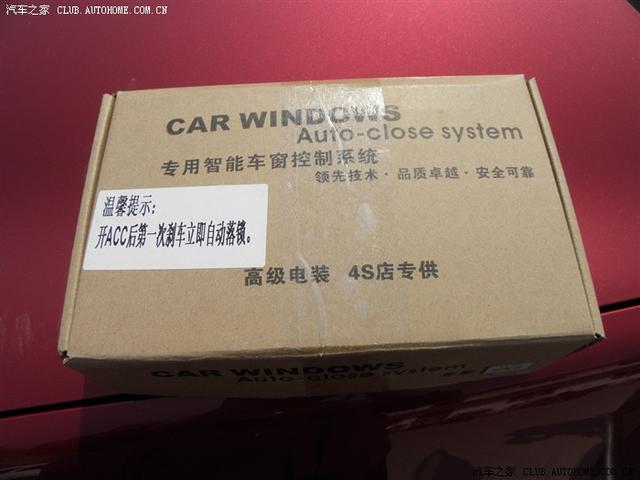 汽车之家 CLUB.AUTOHOME.COM.CN
CAR WINDOWS
Auto-close system
专用智能车窗控制系统
领先技术·品质卓越·安全可靠
温馨提示:
开ACC后第一次刹车立即自动落锁。
高级电装 4S店专供
CAR WINDOWS
Auto-close system
汽车之家 CLUB.AUTOHOME.COM.CN